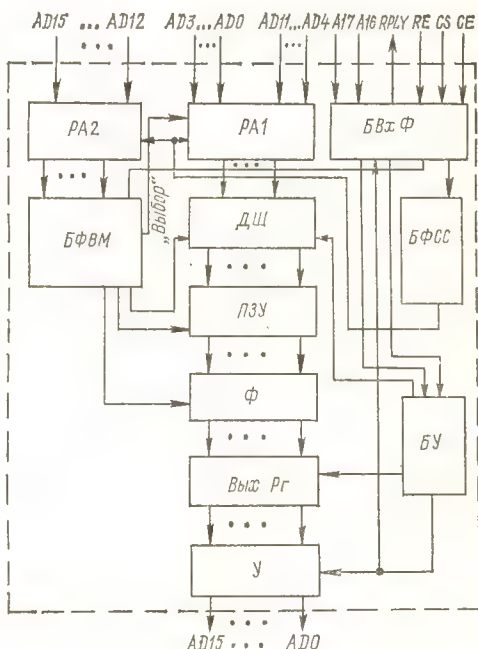 AD15 ... AD12 AD3...AD0 AD11...AD4 A17 A16 RPLY RE CS CE
РА2
РА1
БВхФ
"Выбор"
БФВМ
ДШ
БФСС
ПЗУ
Ф
БУ
Вых Рг
У
AD15 ... AD0